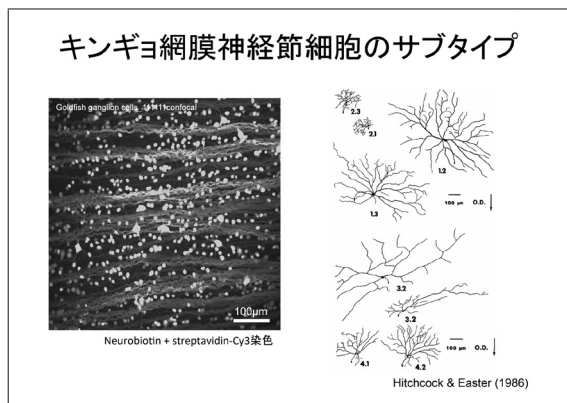 キンギョ網膜神経節細胞のサブタイプ
Goldfish ganglion cells
confocal
100μm
Neurobiotin + streptavidin-Cy3染色
2.3
2.1
1.2
1.3
100 μm
O.D.
3.2
3.2
4.1
4.2
100 μm
O.D.
Hitchcock & Easter (1986)